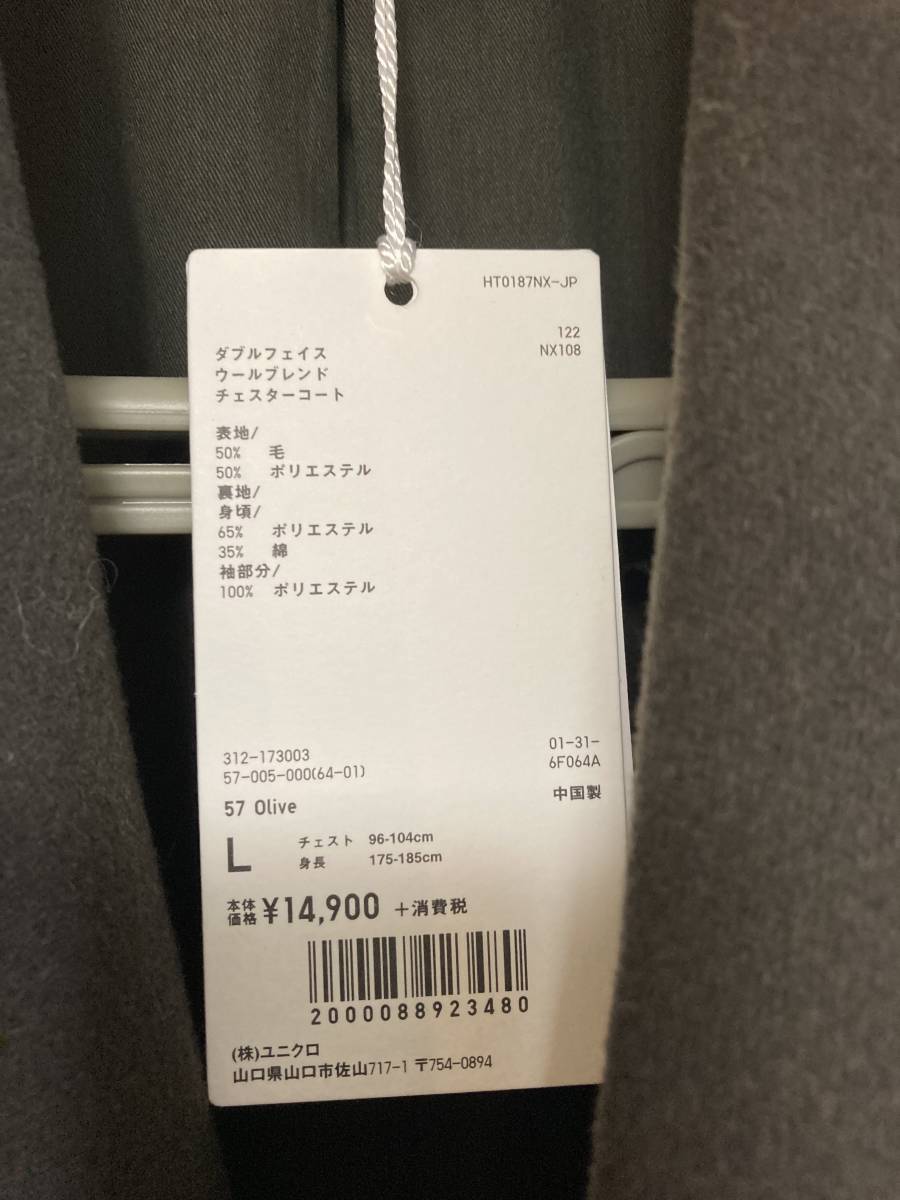 HT0187NX-JP
122
NX108
ダブルフェイス
ウールブレンド
チェスターコート
表地/
50% 毛
50% ポリエステル
裏地/
身頃/
65% ポリエステル
35% 綿
袖部分/
100% ポリエステル
312-173003
57-005-000(64-01)
01-31-
6F064A
57 Olive
中国製
L チェスト 96-104cm
身長 175-185cm
本体価格 ¥14,900 +消費税
2000088923480
(株)ユニクロ
山口県山口市佐山717-1 〒754-0894